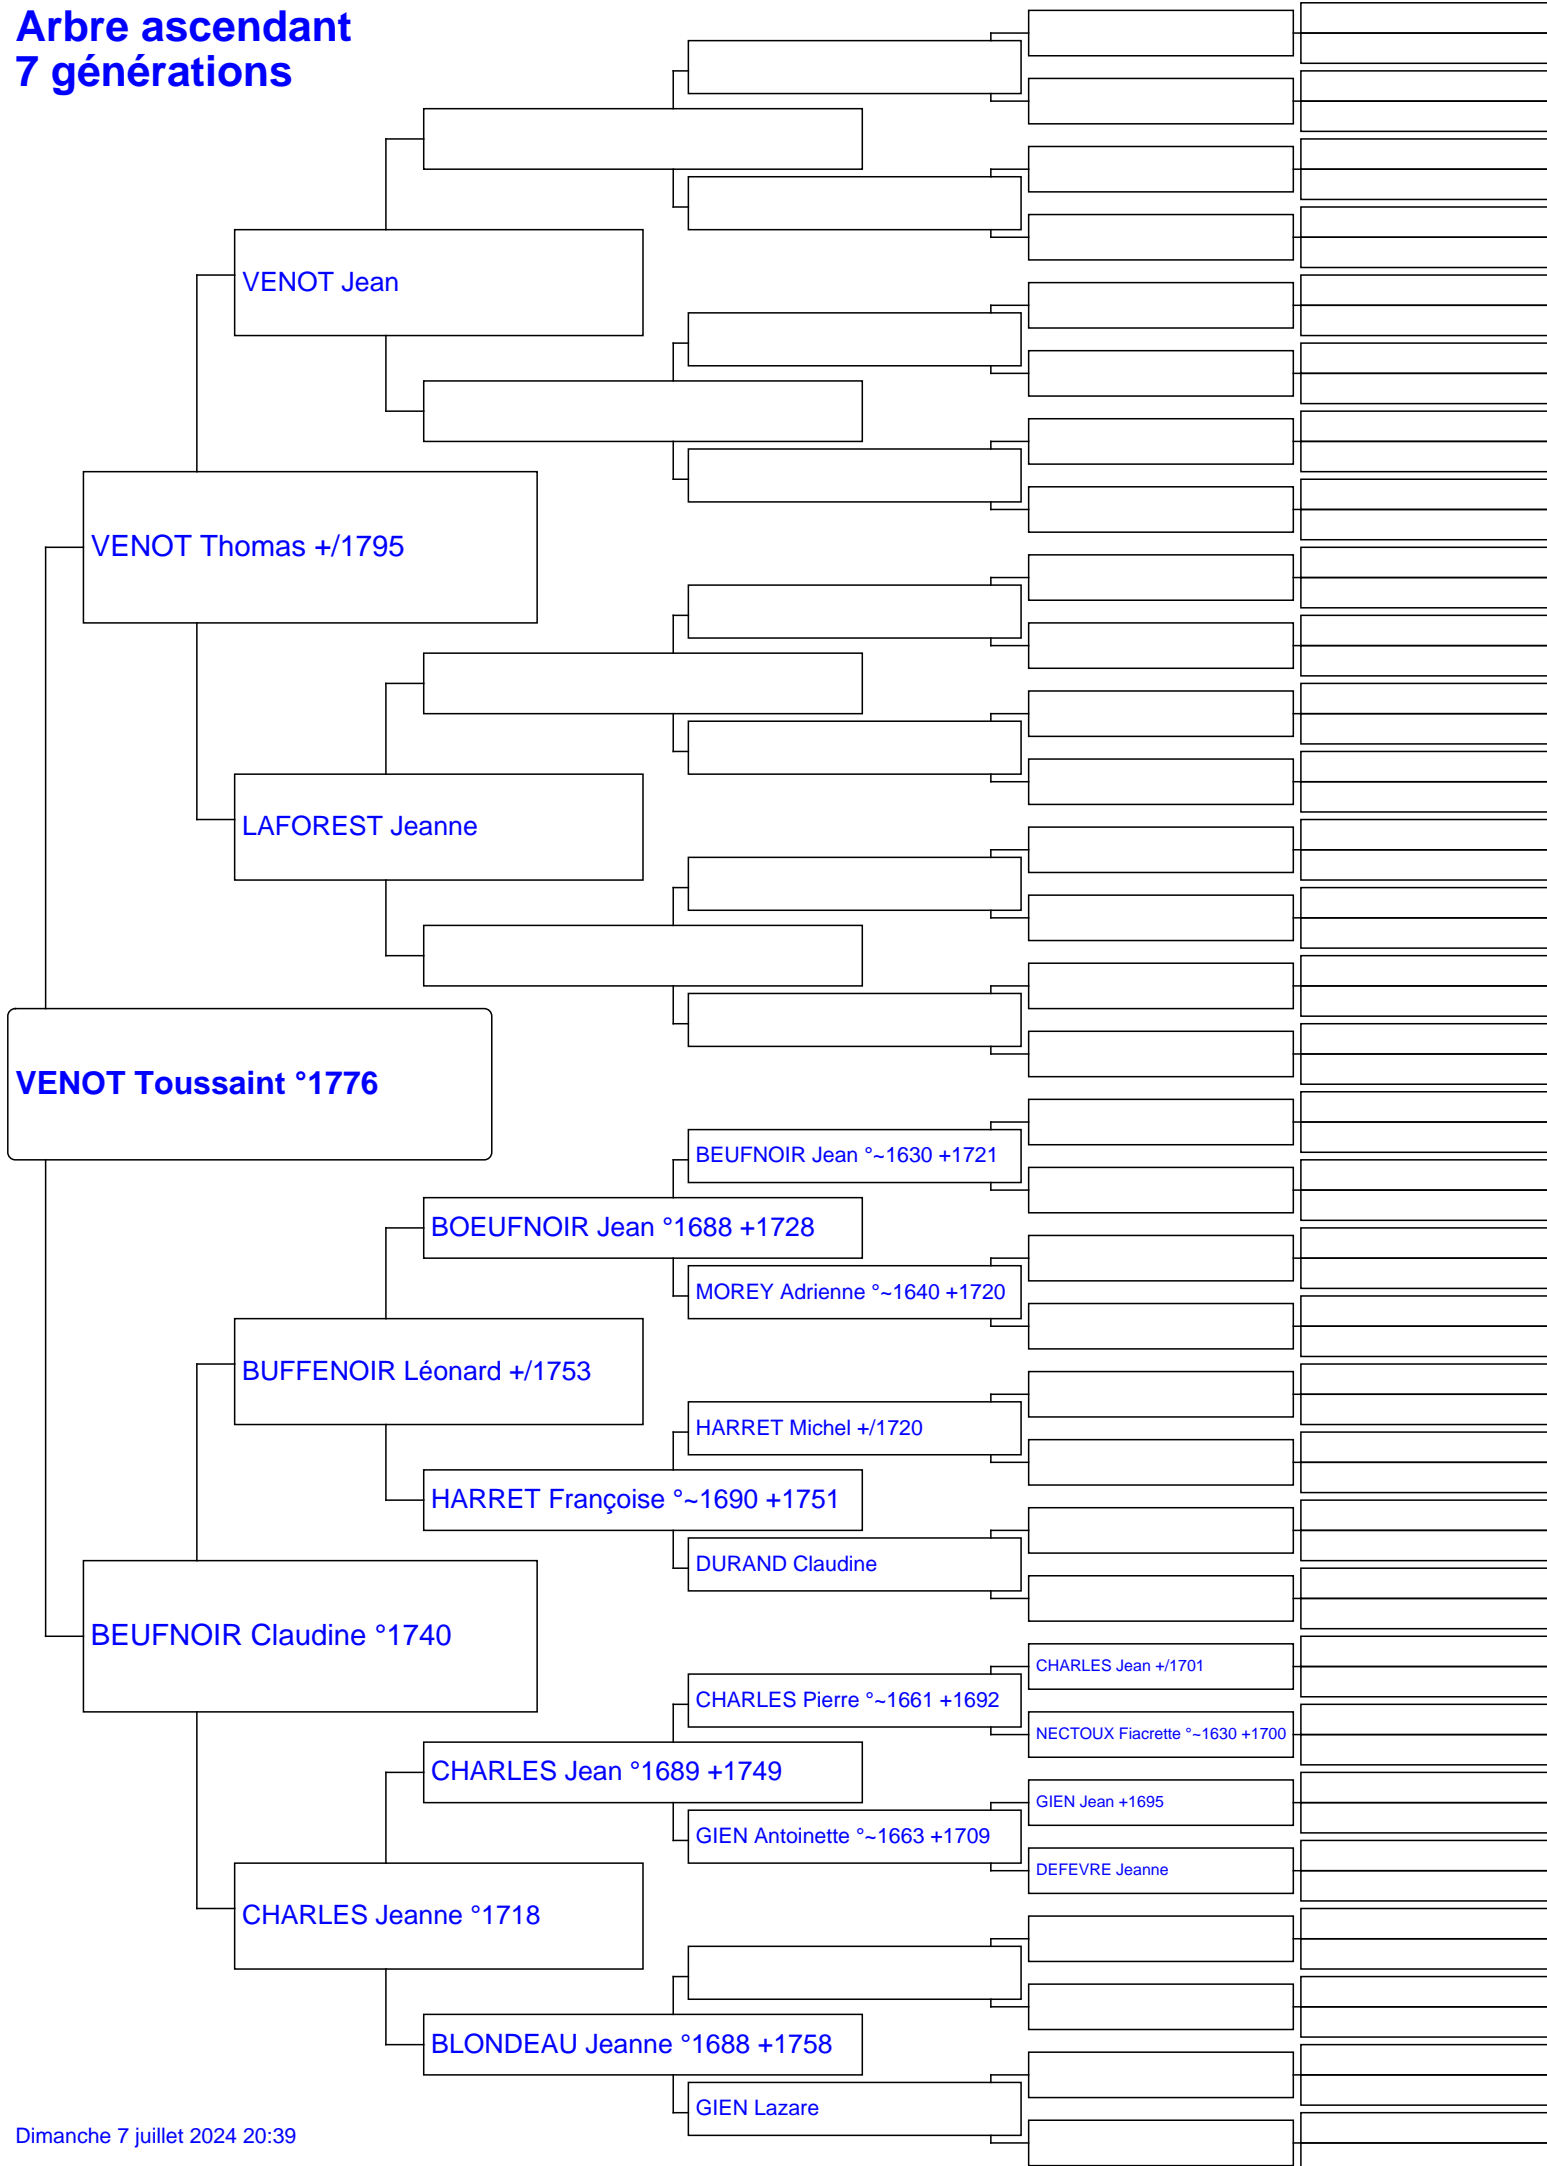 Arbre ascendant
7 générations
VENOT Jean
VENOT Thomas +/1795
LAFOREST Jeanne
VENOT Toussaint °1776
BEUFNOIR Jean °~1630 +1721
BOEUFNOIR Jean °1688 +1728
MOREY Adrienne °~1640 +1720
BUFFENOIR Léonard +/1753
HARRET Michel +/1720
HARRET Françoise °~1690 +1751
DURAND Claudine
BEUFNOIR Claudine °1740
CHARLES Jean +/1701
CHARLES Pierre °~1661 +1692
NECTOUX Fiacrette °~1630 +1700
CHARLES Jean °1689 +1749
GIEN Jean +1695
GIEN Antoinette °~1663 +1709
DEFEVRE Jeanne
CHARLES Jeanne °1718
BLONDEAU Jeanne °1688 +1758
GIEN Lazare
Dimanche 7 juillet 2024 20:39